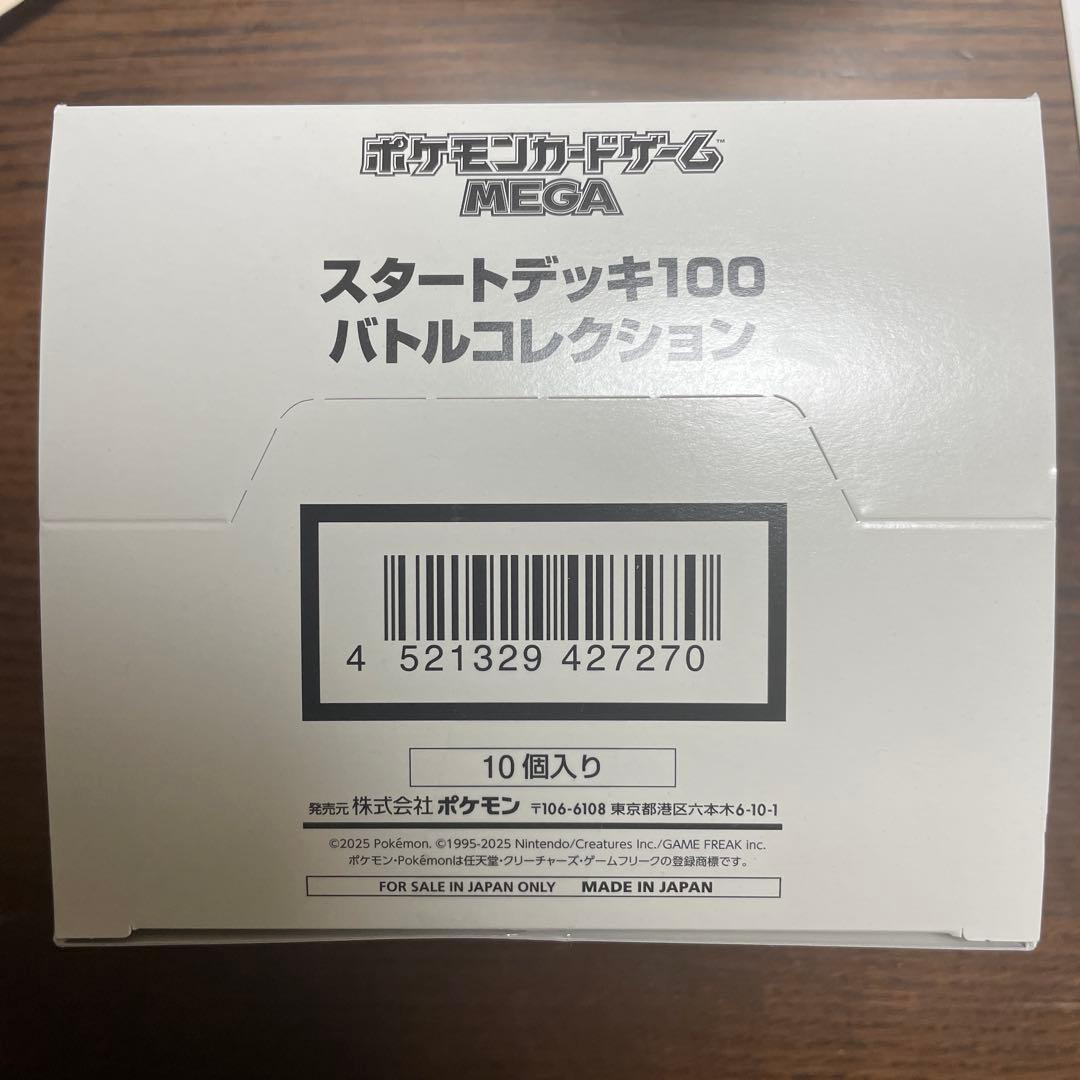 ポケモンカードゲーム™
MEGA
スタートデッキ100
バトルコレクション
4 521329 427270
10個入り
発売元 株式会社 ポケモン 〒106-6108 東京都港区六本木6-10-1
©2025 Pokémon. ©1995-2025 Nintendo/Creatures Inc./GAME FREAK inc.
ポケモン・Pokémonは任天堂・クリーチャーズ・ゲームフリークの登録商標です。
FOR SALE IN JAPAN ONLY MADE IN JAPAN